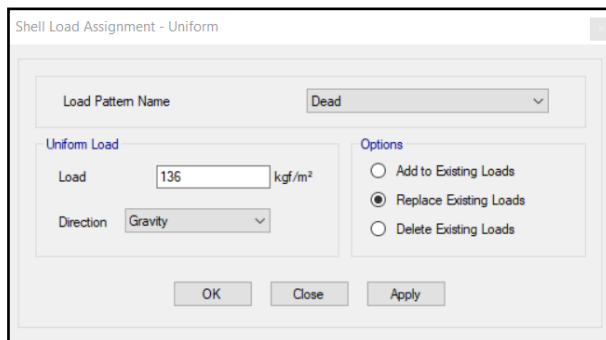 Shell Load Assignment - Uniform
Load Pattern Name Dead
Uniform Load Options
Load 136 kgf/m² Add to Existing Loads
Replace Existing Loads
Direction Gravity
Delete Existing Loads
OK Close Apply